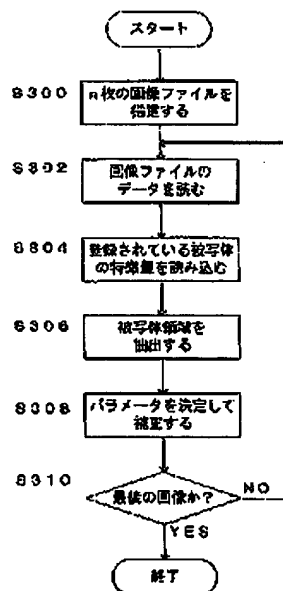 スタート
S300
n枚の画像ファイルを
指定する
S302
画像ファイルの
データを読む
S304
登録されている被写体
の特徴量を読み込む
S306
被写体領域を
抽出する
S308
パラメータを決定して
補正する
S310
最後の画像か?
NO
YES
終了